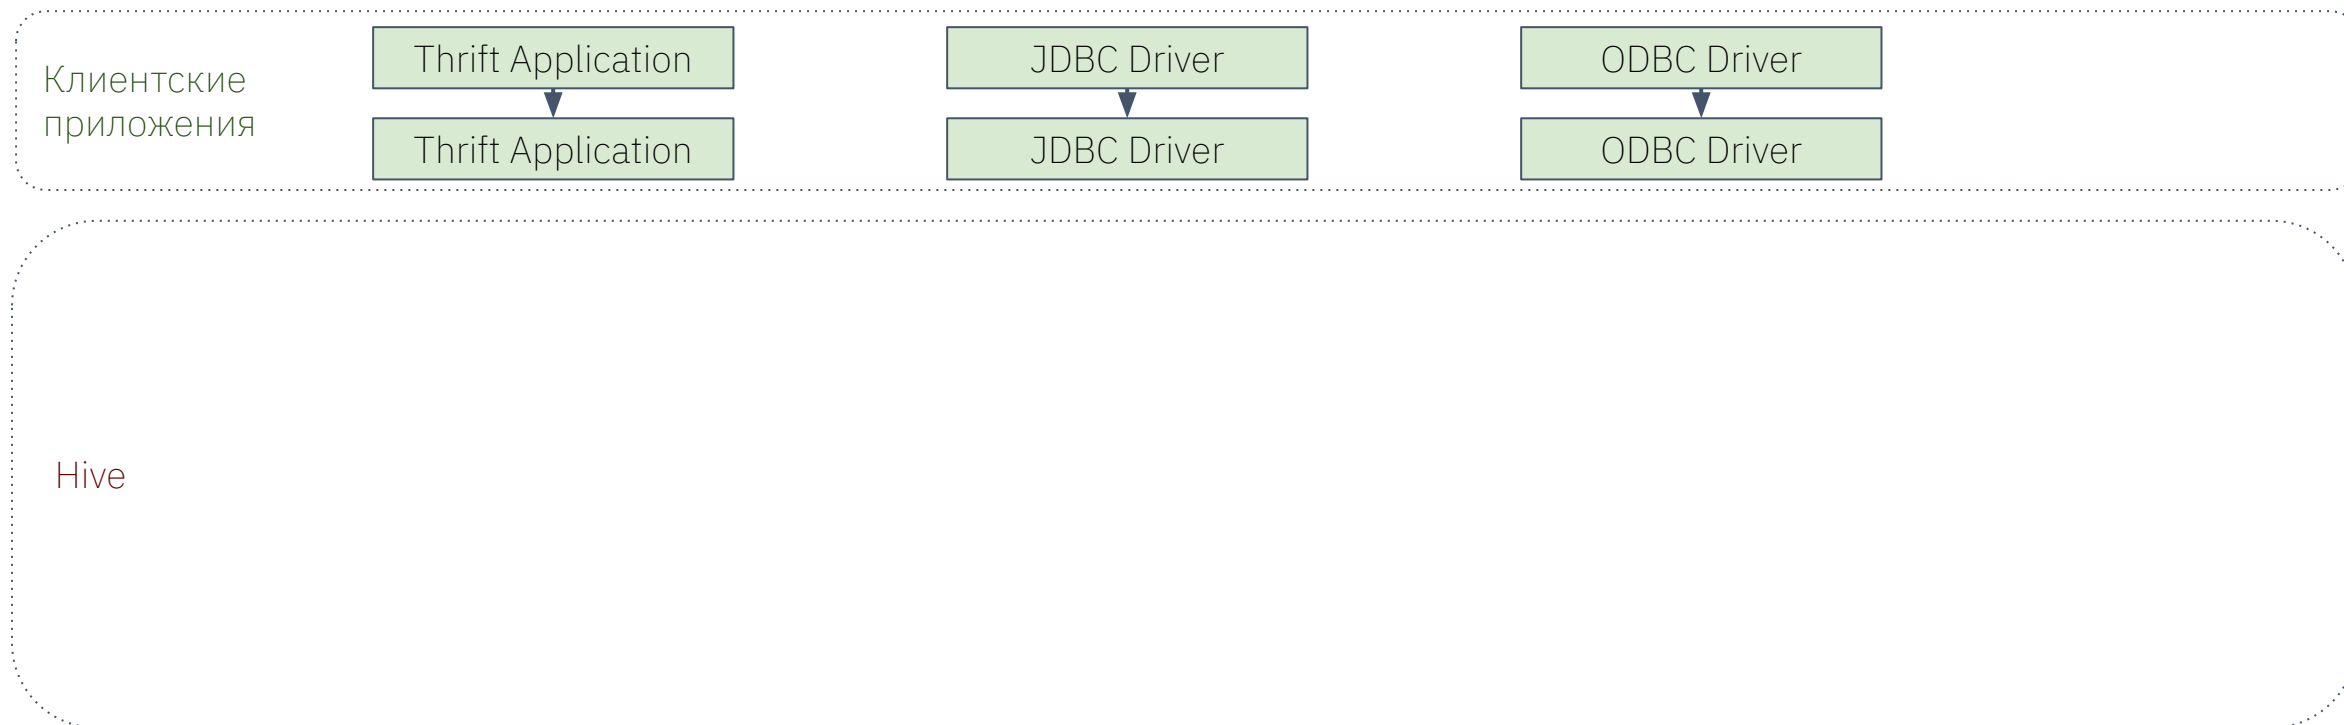 Клиентские
приложения
Thrift Application
JDBC Driver
ODBC Driver
Thrift Application
JDBC Driver
ODBC Driver
Hive